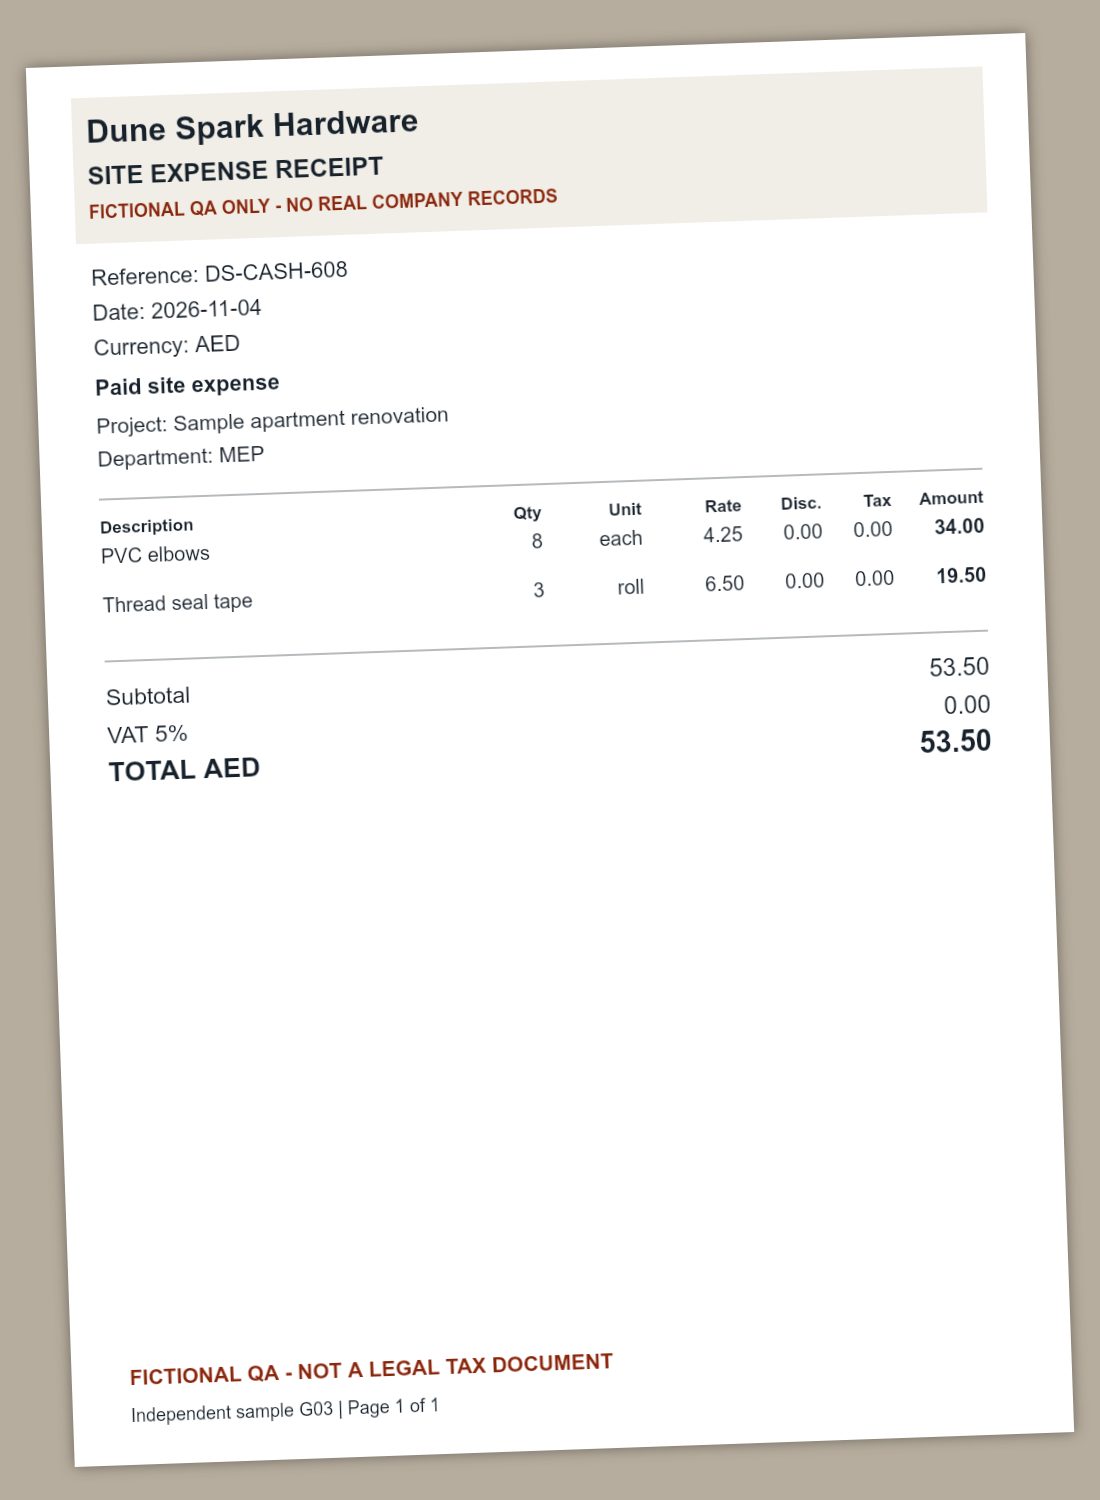 Dune Spark Hardware
SITE EXPENSE RECEIPT
FICTIONAL QA ONLY - NO REAL COMPANY RECORDS
Reference: DS-CASH-608
Date: 2026-11-04
Currency: AED
Paid site expense
Project: Sample apartment renovation
Department: MEP
Description Qty Unit Rate Disc. Tax Amount
PVC elbows 8 each 4.25 0.00 0.00 34.00
Thread seal tape 3 roll 6.50 0.00 0.00 19.50
Subtotal 53.50
VAT 5% 0.00
TOTAL AED 53.50
FICTIONAL QA - NOT A LEGAL TAX DOCUMENT
Independent sample G03 | Page 1 of 1